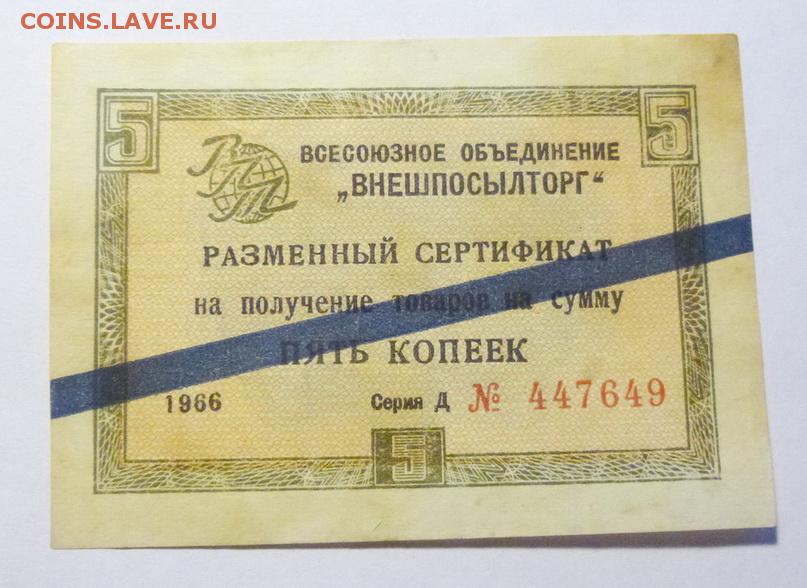 COINS.LAVE.RU
5 5
ВПТ
ВСЕСОЮЗНОЕ ОБЪЕДИНЕНИЕ
„ВНЕШПОСЫЛТОРГ“
РАЗМЕННЫЙ СЕРТИФИКАТ
на получение товаров на сумму
ПЯТЬ КОПЕЕК
1966 Серия Д № 447649
5